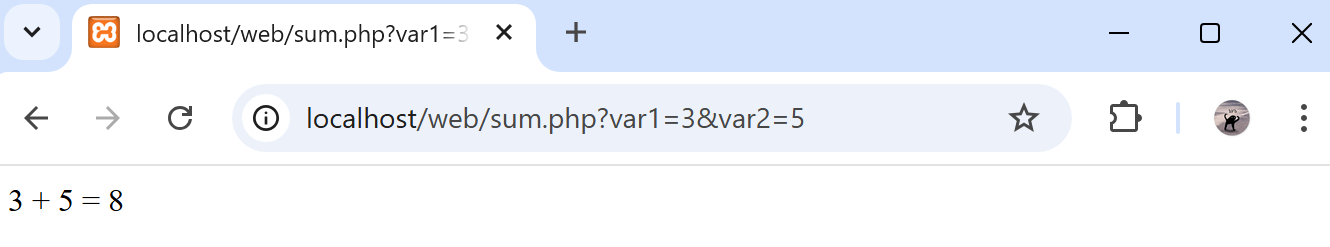 localhost/web/sum.php?var1=3
localhost/web/sum.php?var1=3&var2=5
3 + 5 = 8